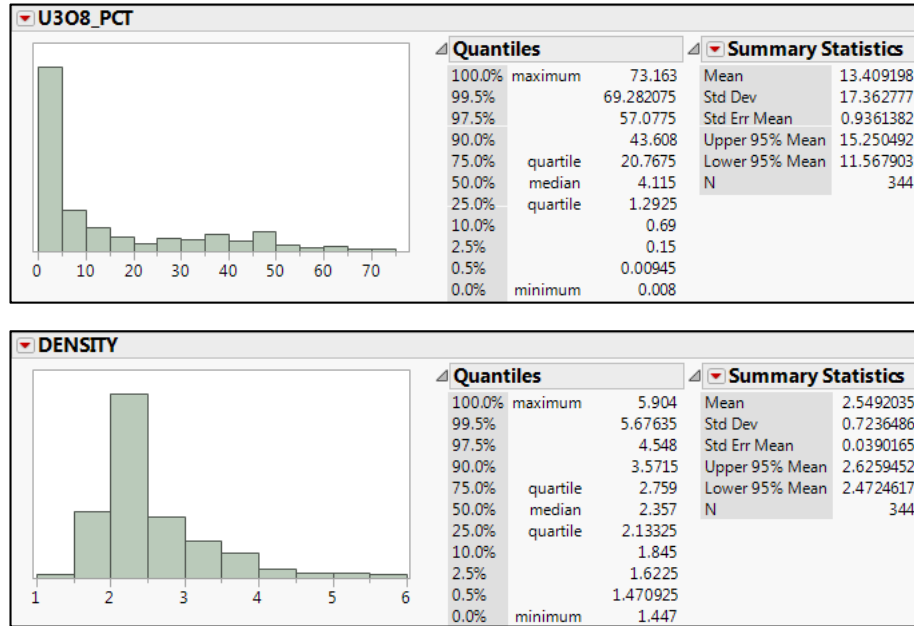 U3O8_PCT
Quantiles Summary Statistics
100.0% maximum 73.163 Mean 13.409198
99.5% 69.282075 Std Dev 17.362777
97.5% 57.0775 Std Err Mean 0.9361382
90.0% 43.608 Upper 95% Mean 15.250492
75.0% quartile 20.7675 Lower 95% Mean 11.567903
50.0% median 4.115 N 344
25.0% quartile 1.2925
10.0% 0.69
2.5% 0.15
0.5% 0.00945
0.0% minimum 0.008
0 10 20 30 40 50 60 70
DENSITY
Quantiles Summary Statistics
100.0% maximum 5.904 Mean 2.5492035
99.5% 5.67635 Std Dev 0.7236486
97.5% 4.548 Std Err Mean 0.0390165
90.0% 3.5715 Upper 95% Mean 2.6259452
75.0% quartile 2.759 Lower 95% Mean 2.4724617
50.0% median 2.357 N 344
25.0% quartile 2.13325
10.0% 1.845
2.5% 1.6225
0.5% 1.470925
0.0% minimum 1.447
1 2 3 4 5 6